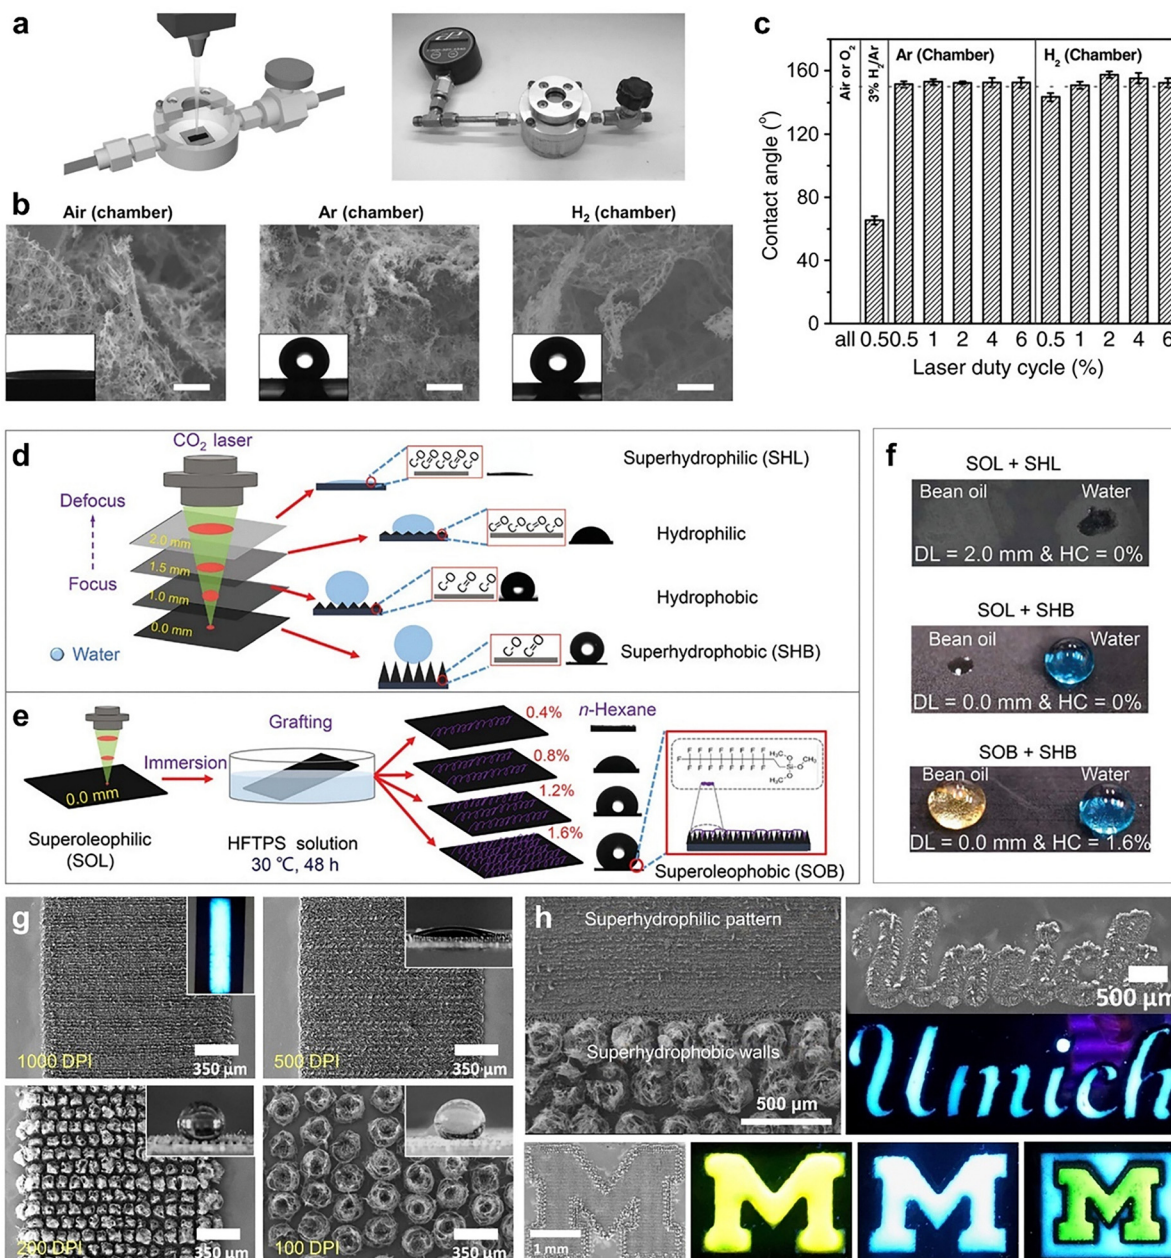 a
b
Air (chamber)
Ar (chamber)
H2 (chamber)
c
Air or O2
3% H2/Ar
Ar (Chamber)
H2 (Chamber)
Contact angle (°)
160
120
80
40
0
all 0.5 0.5 1 2 4 6 0.5 1 2 4 6
Laser duty cycle (%)
d
CO2 laser
Defocus
Focus
2.0 mm
1.5 mm
1.0 mm
0.0 mm
Water
Superhydrophilic (SHL)
Hydrophilic
Hydrophobic
Superhydrophobic (SHB)
e
0.0 mm
Superoleophilic
(SOL)
Immersion
Grafting
HFTPS solution
30 ℃, 48 h
0.4%
0.8%
1.2%
1.6%
n-Hexane
Superoleophobic (SOB)
f
SOL + SHL
Bean oil Water
DL = 2.0 mm & HC = 0%
SOL + SHB
Bean oil Water
DL = 0.0 mm & HC = 0%
SOB + SHB
Bean oil Water
DL = 0.0 mm & HC = 1.6%
g
1000 DPI
350 μm
500 DPI
350 μm
200 DPI
350 μm
100 DPI
350 μm
h
Superhydrophilic pattern
Superhydrophobic walls
500 μm
Umich
500 μm
Umich
M
1 mm
M
M
M